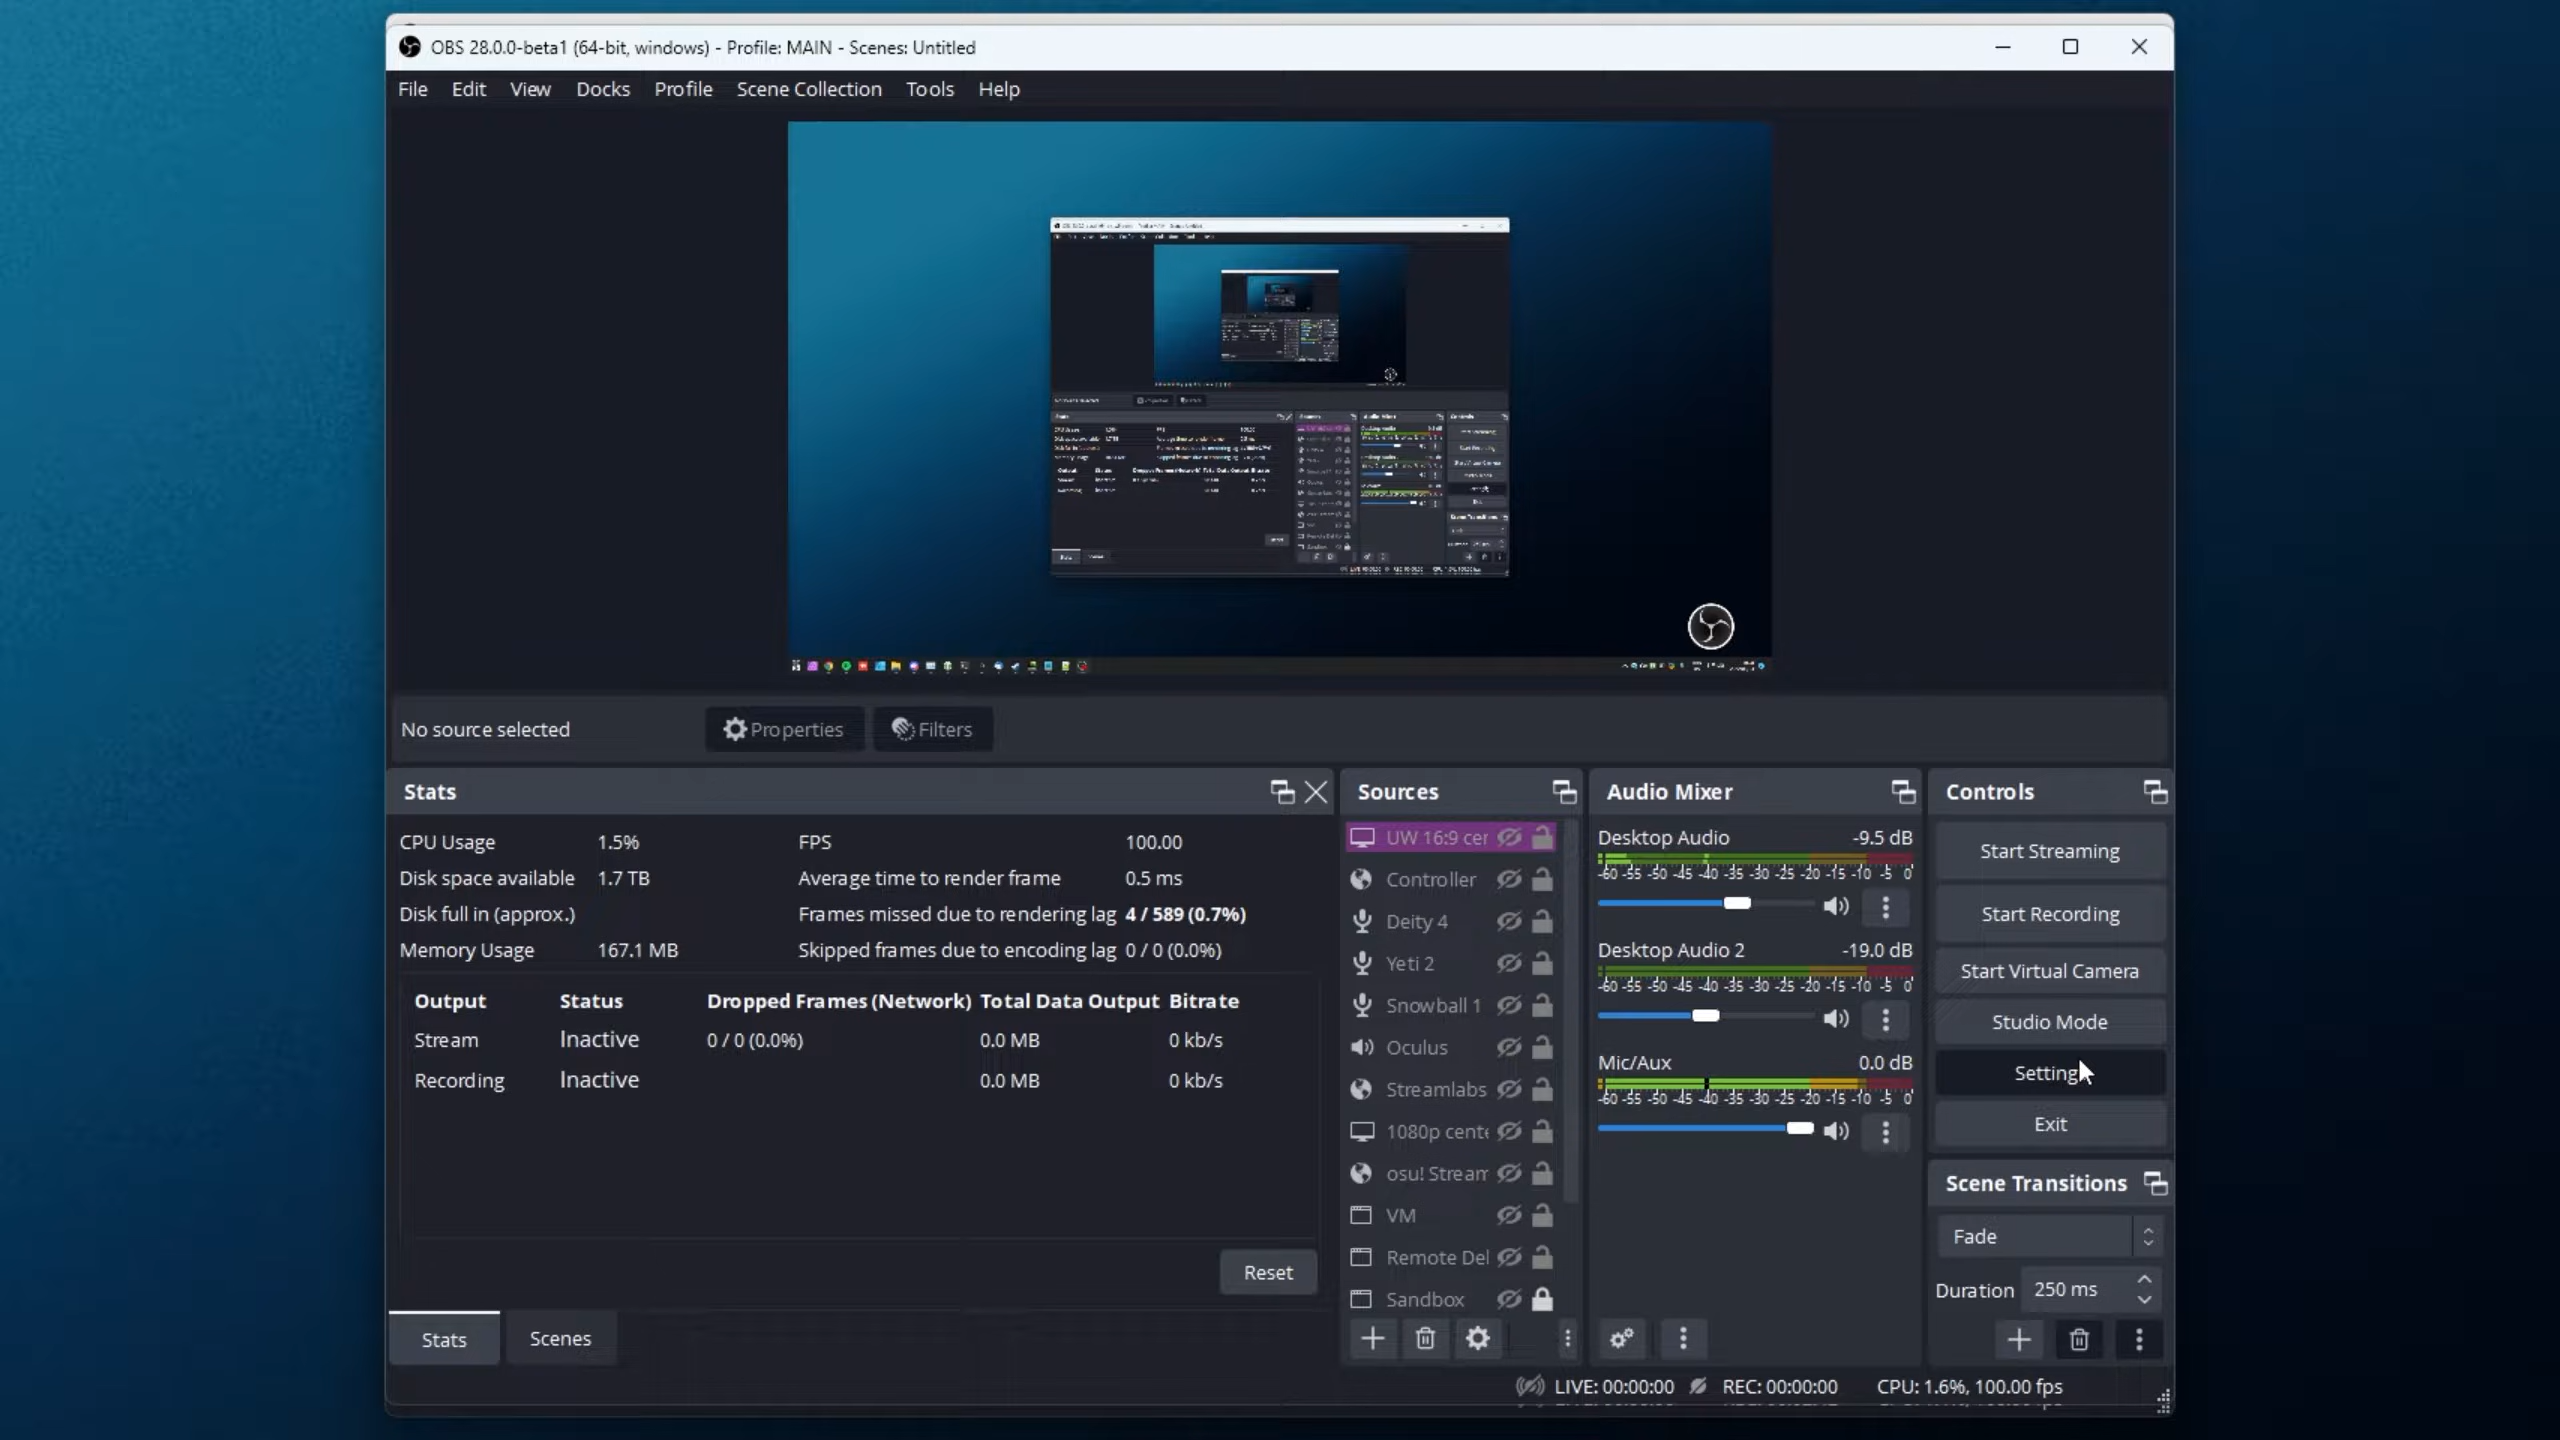 OBS 28.0.0-beta1 (64-bit, windows) - Profile: MAIN - Scenes: Untitled
File Edit View Docks Profile Scene Collection Tools Help
No source selected Properties Filters
Stats
CPU Usage 1.5% FPS 100.00
Disk space available 1.7 TB Average time to render frame 0.5 ms
Disk full in (approx.) Frames missed due to rendering lag 4 / 589 (0.7%)
Memory Usage 167.1 MB Skipped frames due to encoding lag 0 / 0 (0.0%)
Output Status Dropped Frames (Network) Total Data Output Bitrate
Stream Inactive 0 / 0 (0.0%) 0.0 MB 0 kb/s
Recording Inactive 0.0 MB 0 kb/s
Reset
Stats Scenes
Sources
UW 16:9 cer
Controller
Deity 4
Yeti 2
Snowball 1
Oculus
Streamlabs
1080p cente
osu! Stream
VM
Remote Del
Sandbox
Audio Mixer
Desktop Audio -9.5 dB
-60 -55 -50 -45 -40 -35 -30 -25 -20 -15 -10 -5 0
Desktop Audio 2 -19.0 dB
-60 -55 -50 -45 -40 -35 -30 -25 -20 -15 -10 -5 0
Mic/Aux 0.0 dB
-60 -55 -50 -45 -40 -35 -30 -25 -20 -15 -10 -5 0
Controls
Start Streaming
Start Recording
Start Virtual Camera
Studio Mode
Setting
Exit
Scene Transitions
Fade
Duration 250 ms
LIVE: 00:00:00 REC: 00:00:00 CPU: 1.6%, 100.00 fps